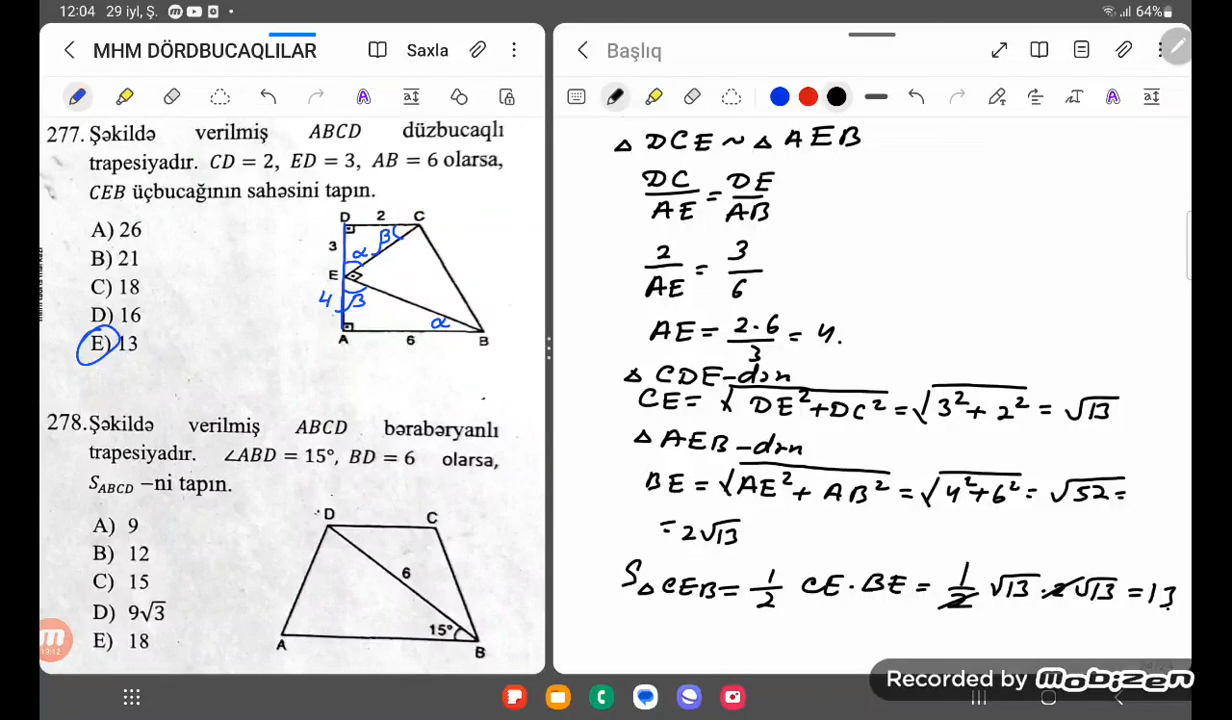 12:04 29 iyl, Ş.
64%
MHM DÖRDBUCAQLILAR
Saxla
Başlıq
277. Şəkildə verilmiş ABCD düzbucaqlı
trapesiyadır. CD = 2, ED = 3, AB = 6 olarsa,
CEB üçbucağının sahəsini tapın.
A) 26
B) 21
C) 18
D) 16
E) 13
D 2 C
β
3
α
E
4 β
α
A 6 B
278. Şəkildə verilmiş ABCD bərabəryanlı
trapesiyadır. ∠ABD = 15°, BD = 6 olarsa,
S_ABCD –ni tapın.
A) 9
B) 12
C) 15
D) 9√3
E) 18
D C
6
15°
A B
19:12
△ DCE ~ △ AEB
DC/AE = DE/AB
2/AE = 3/6
AE = 2·6/3 = 4.
△ CDE-dən
CE = √DE²+DC² = √3²+2² = √13
△ AEB-dən
BE = √AE²+AB² = √4²+6² = √52 =
= 2√13
S△CEB = 1/2 CE·BE = 1/2 √13·2√13 = 13.
Recorded by mobizen